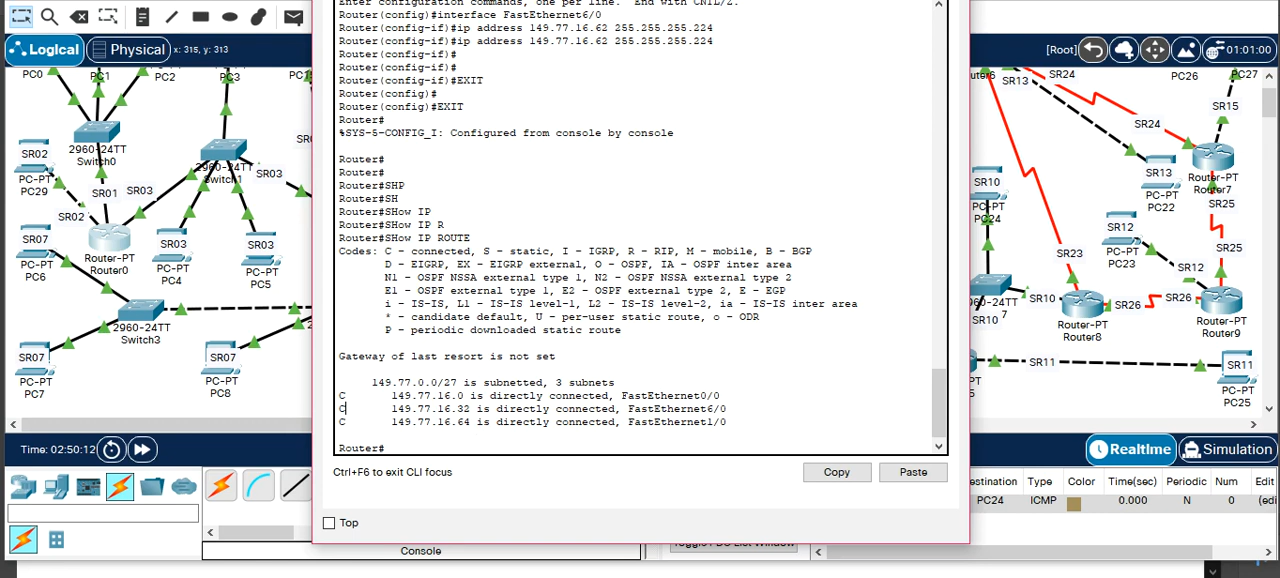 Logical
Physical
x: 315, y: 313
[Root]
01:01:00
PC0
PC1
PC2
PC3
2960-24TT
Switch0
2960-24TT
Switch1
SR02
PC-PT
PC29
SR01
SR03
SR03
SR02
SR07
PC-PT
PC6
Router-PT
Router0
SR03
PC-PT
PC4
SR03
PC-PT
PC5
2960-24TT
Switch3
SR07
PC-PT
PC7
SR07
PC-PT
PC8
Router(config)#interface FastEthernet6/0
Router(config-if)#ip address 149.77.16.62 255.255.255.224
Router(config-if)#ip address 149.77.16.62 255.255.255.224
Router(config-if)#
Router(config-if)#
Router(config-if)#EXIT
Router(config)#
Router(config)#EXIT
Router#
%SYS-5-CONFIG_I: Configured from console by console
Router#
Router#
Router#SHP
Router#SH
Router#SHow IP
Router#SHow IP R
Router#SHow IP ROUTE
Codes: C - connected, S - static, I - IGRP, R - RIP, M - mobile, B - BGP
D - EIGRP, EX - EIGRP external, O - OSPF, IA - OSPF inter area
N1 - OSPF NSSA external type 1, N2 - OSPF NSSA external type 2
E1 - OSPF external type 1, E2 - OSPF external type 2, E - EGP
i - IS-IS, L1 - IS-IS level-1, L2 - IS-IS level-2, ia - IS-IS inter area
* - candidate default, U - per-user static route, o - ODR
P - periodic downloaded static route
Gateway of last resort is not set
149.77.0.0/27 is subnetted, 3 subnets
C 149.77.16.0 is directly connected, FastEthernet0/0
C 149.77.16.32 is directly connected, FastEthernet6/0
C 149.77.16.64 is directly connected, FastEthernet1/0
Router#
Ctrl+F6 to exit CLI focus
Copy
Paste
Top
SR13
SR24
PC26
PC27
SR15
SR24
SR13
PC-PT
PC22
Router-PT
Router7
SR25
SR10
PC-PT
PC24
SR12
PC-PT
PC23
SR25
SR23
SR12
SR10
SR26
SR26
Router-PT
Router8
Router-PT
Router9
SR10
SR11
SR11
PC-PT
PC25
Time: 02:50:12
Realtime
Simulation
Type
Color
Time(sec)
Periodic
Num
Edit
PC24
ICMP
0.000
N
0
Console